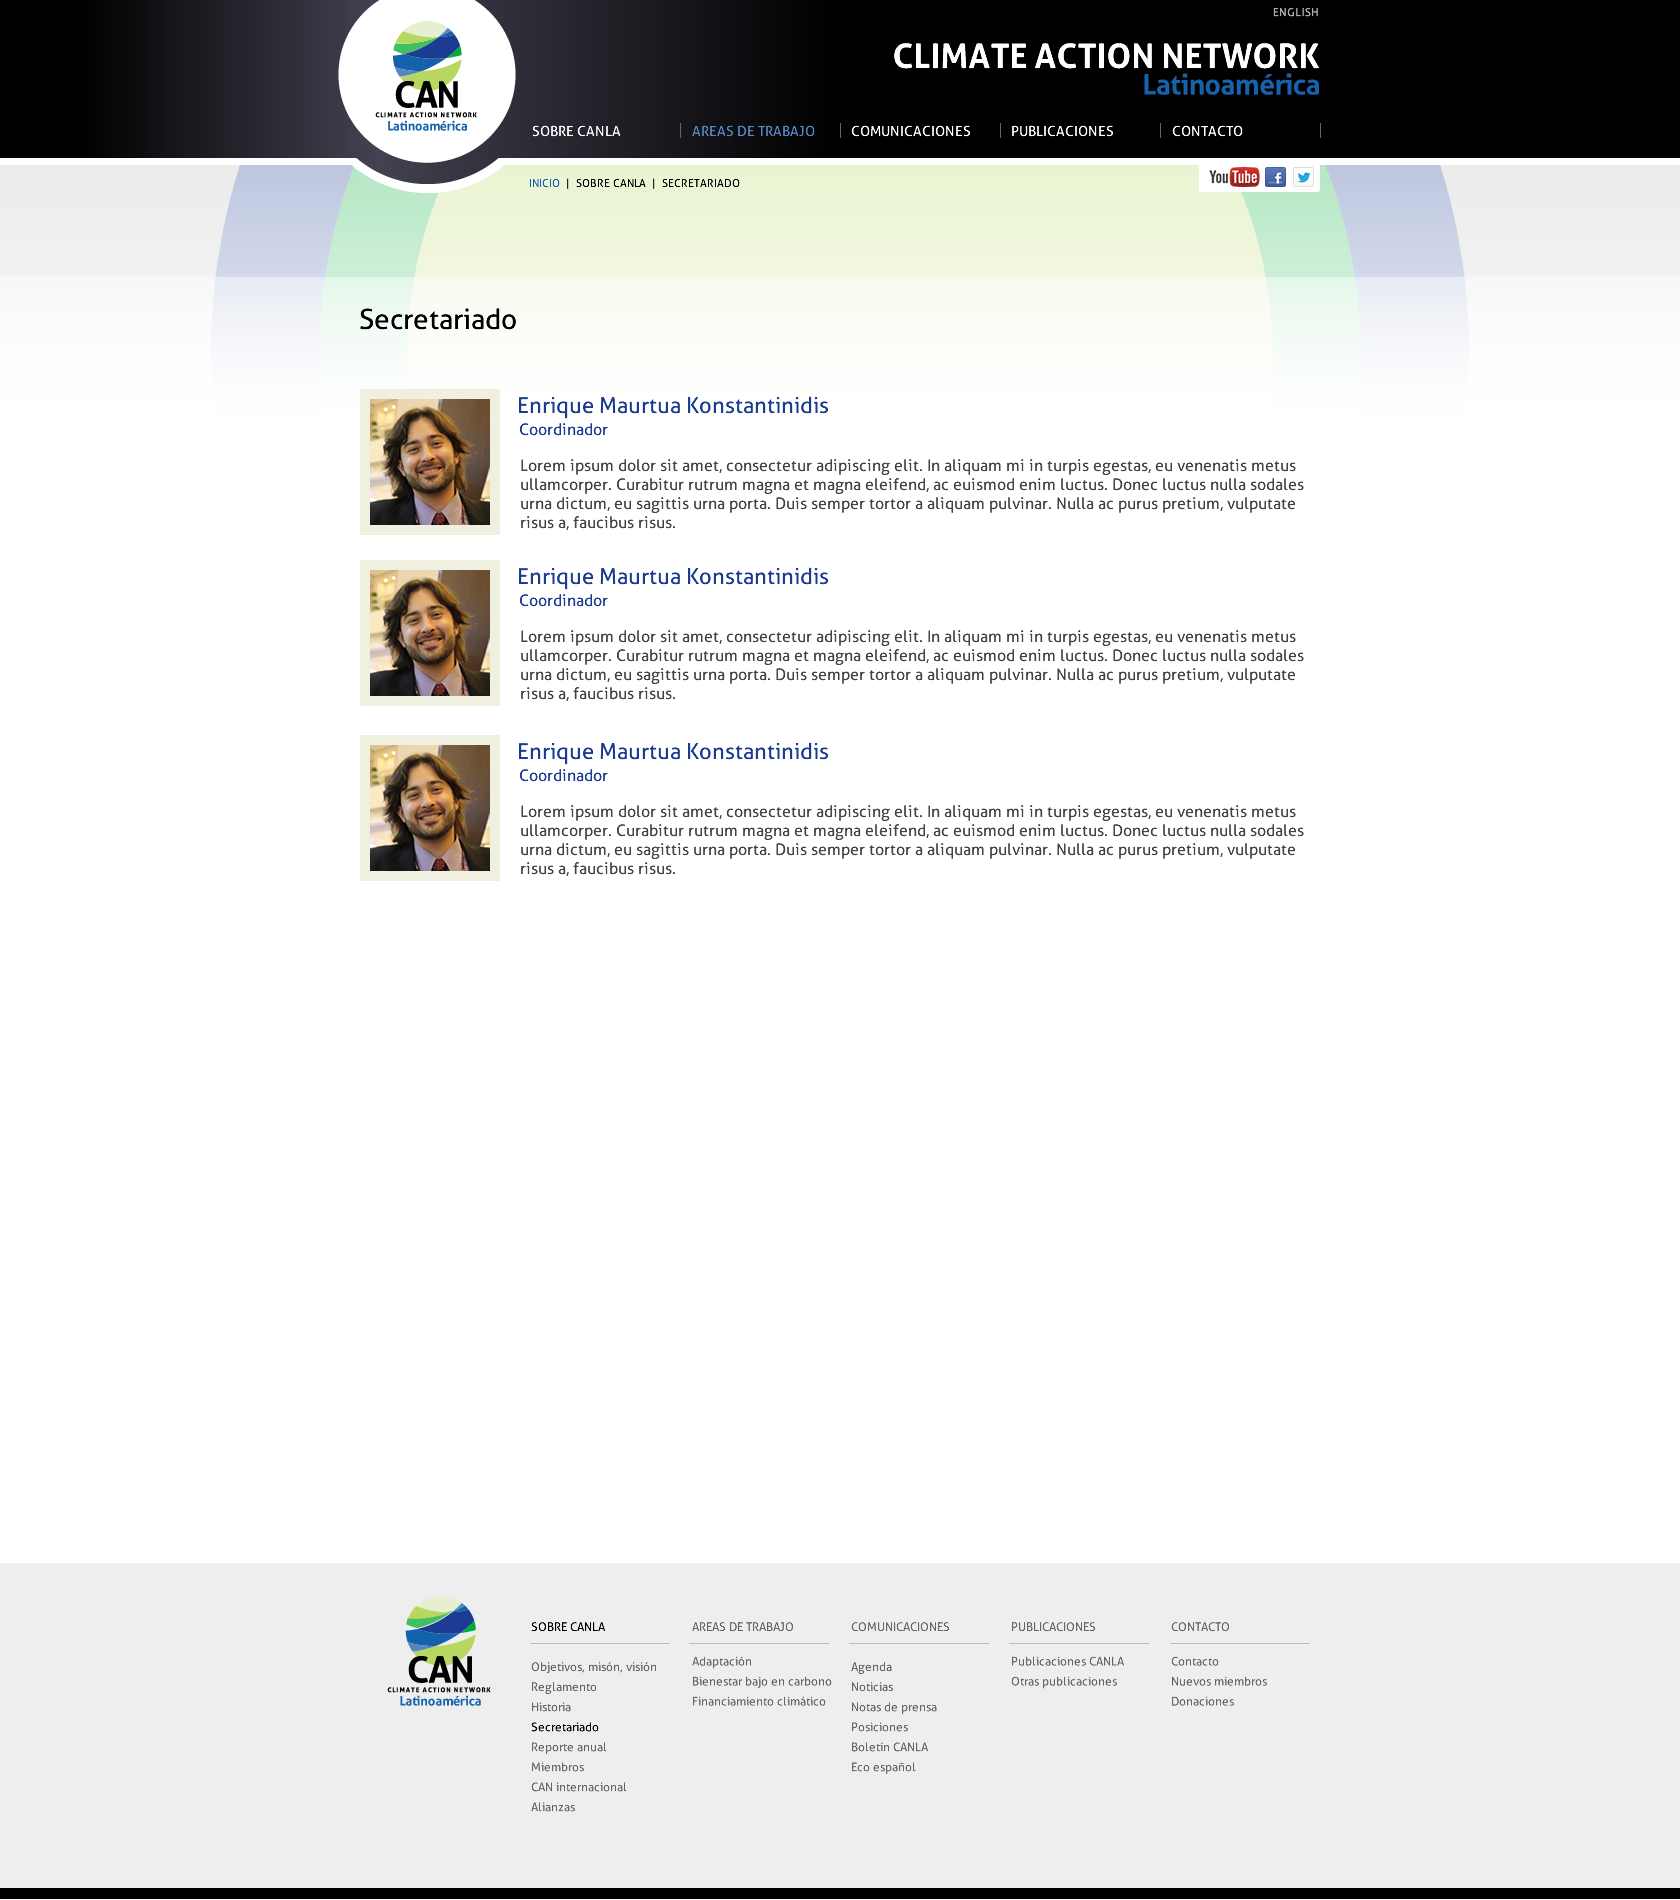 ENGLISH
CAN
CLIMATE ACTION NETWORK
Latinoamérica
CLIMATE ACTION NETWORK
Latinoamérica
SOBRE CANLA
AREAS DE TRABAJO
COMUNICACIONES
PUBLICACIONES
CONTACTO
INICIO | SOBRE CANLA | SECRETARIADO
YouTube f
Secretariado
Enrique Maurtua Konstantinidis
Coordinador
Lorem ipsum dolor sit amet, consectetur adipiscing elit. In aliquam mi in turpis egestas, eu venenatis metus
ullamcorper. Curabitur rutrum magna et magna eleifend, ac euismod enim luctus. Donec luctus nulla sodales
urna dictum, eu sagittis urna porta. Duis semper tortor a aliquam pulvinar. Nulla ac purus pretium, vulputate
risus a, faucibus risus.
Enrique Maurtua Konstantinidis
Coordinador
Lorem ipsum dolor sit amet, consectetur adipiscing elit. In aliquam mi in turpis egestas, eu venenatis metus
ullamcorper. Curabitur rutrum magna et magna eleifend, ac euismod enim luctus. Donec luctus nulla sodales
urna dictum, eu sagittis urna porta. Duis semper tortor a aliquam pulvinar. Nulla ac purus pretium, vulputate
risus a, faucibus risus.
Enrique Maurtua Konstantinidis
Coordinador
Lorem ipsum dolor sit amet, consectetur adipiscing elit. In aliquam mi in turpis egestas, eu venenatis metus
ullamcorper. Curabitur rutrum magna et magna eleifend, ac euismod enim luctus. Donec luctus nulla sodales
urna dictum, eu sagittis urna porta. Duis semper tortor a aliquam pulvinar. Nulla ac purus pretium, vulputate
risus a, faucibus risus.
CAN
CLIMATE ACTION NETWORK
Latinoamérica
SOBRE CANLA
Objetivos, misón, visión
Reglamento
Historia
Secretariado
Reporte anual
Miembros
CAN internacional
Alianzas
AREAS DE TRABAJO
Adaptación
Bienestar bajo en carbono
Financiamiento climático
COMUNICACIONES
Agenda
Noticias
Notas de prensa
Posiciones
Boletín CANLA
Eco español
PUBLICACIONES
Publicaciones CANLA
Otras publicaciones
CONTACTO
Contacto
Nuevos miembros
Donaciones